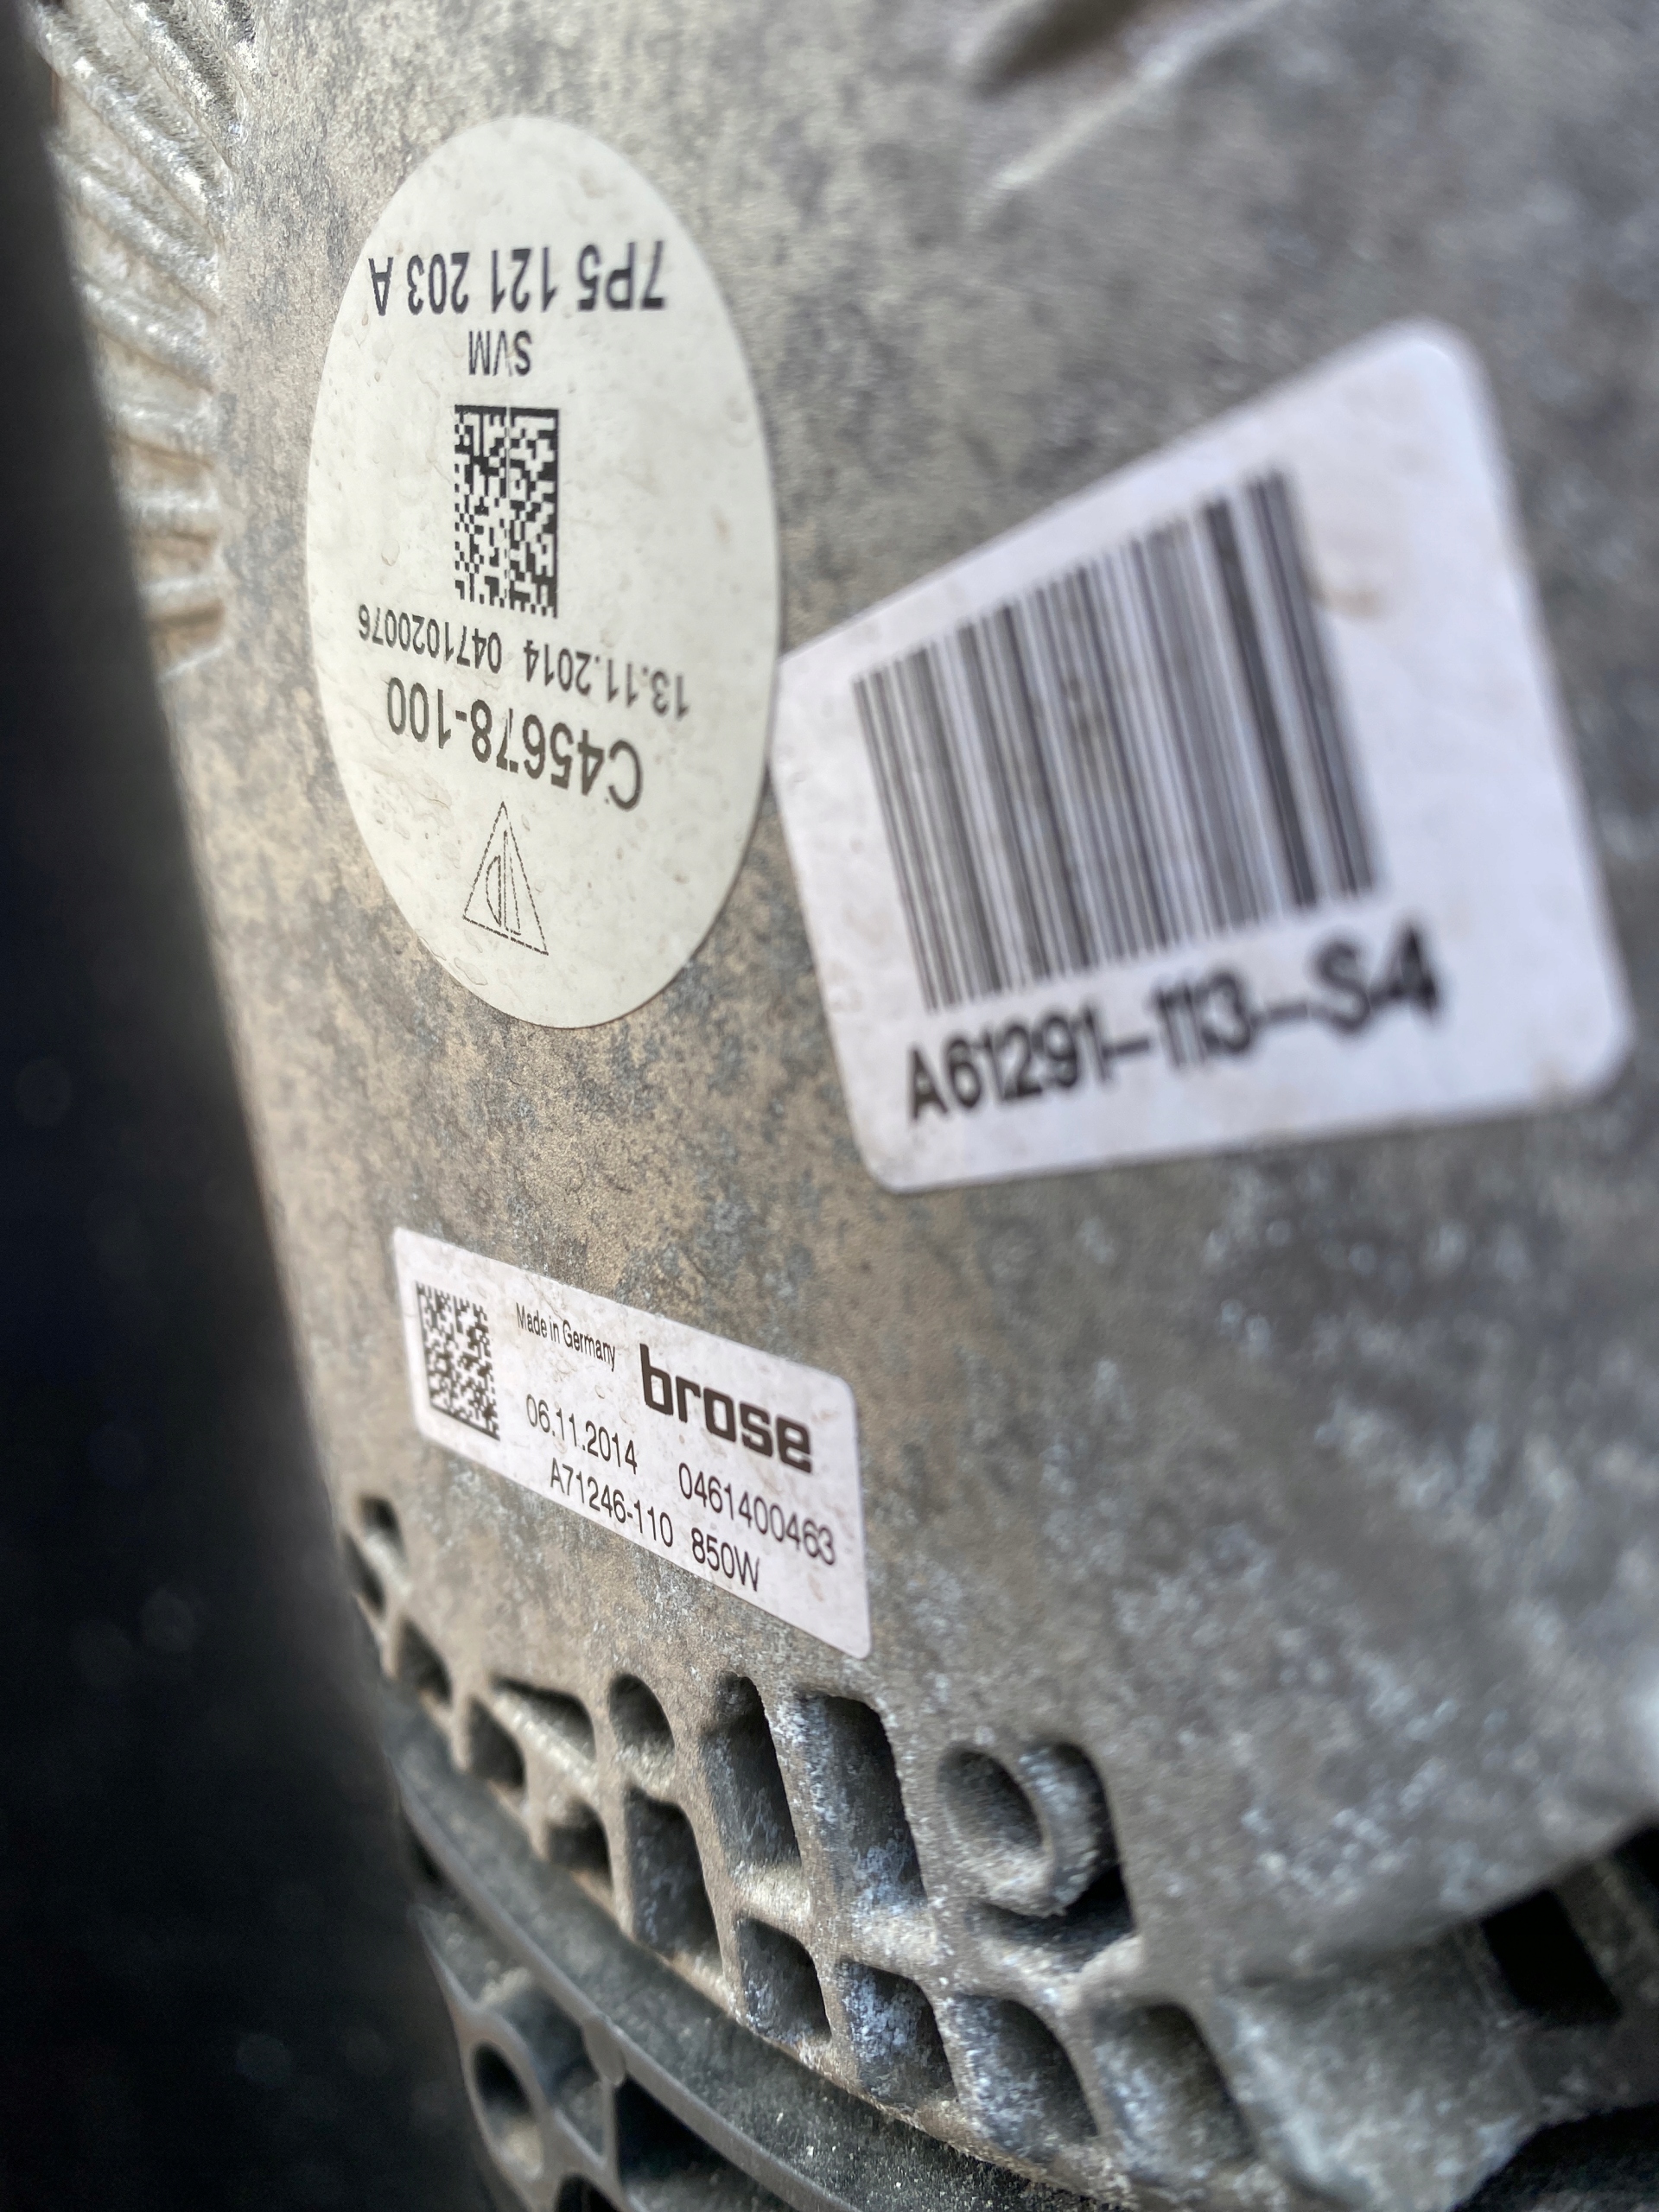 7P5 121 203 A
SVM
13.11.2014 0471020076
C45678-100
A61291-113-S4
Made in Germany
brose
06.11.2014 0461400463
A71246-110 850W